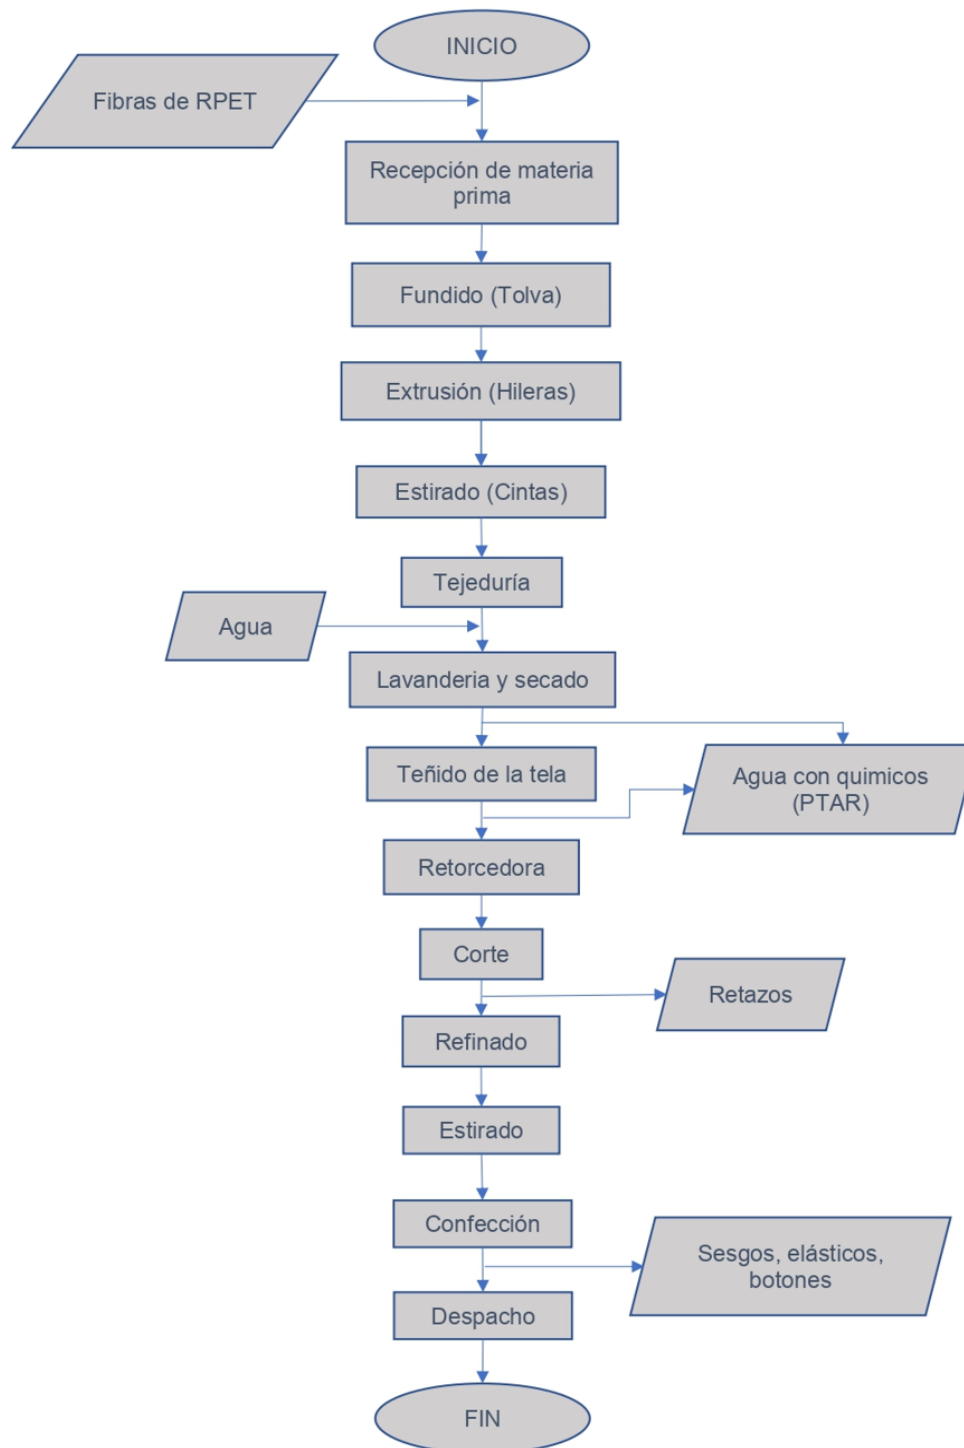 INICIO
Fibras de RPET
Recepción de materia
prima
Fundido (Tolva)
Extrusión (Hileras)
Estirado (Cintas)
Tejeduría
Agua
Lavanderia y secado
Teñido de la tela
Agua con quimicos
(PTAR)
Retorcedora
Corte
Retazos
Refinado
Estirado
Confección
Sesgos, elásticos,
botones
Despacho
FIN